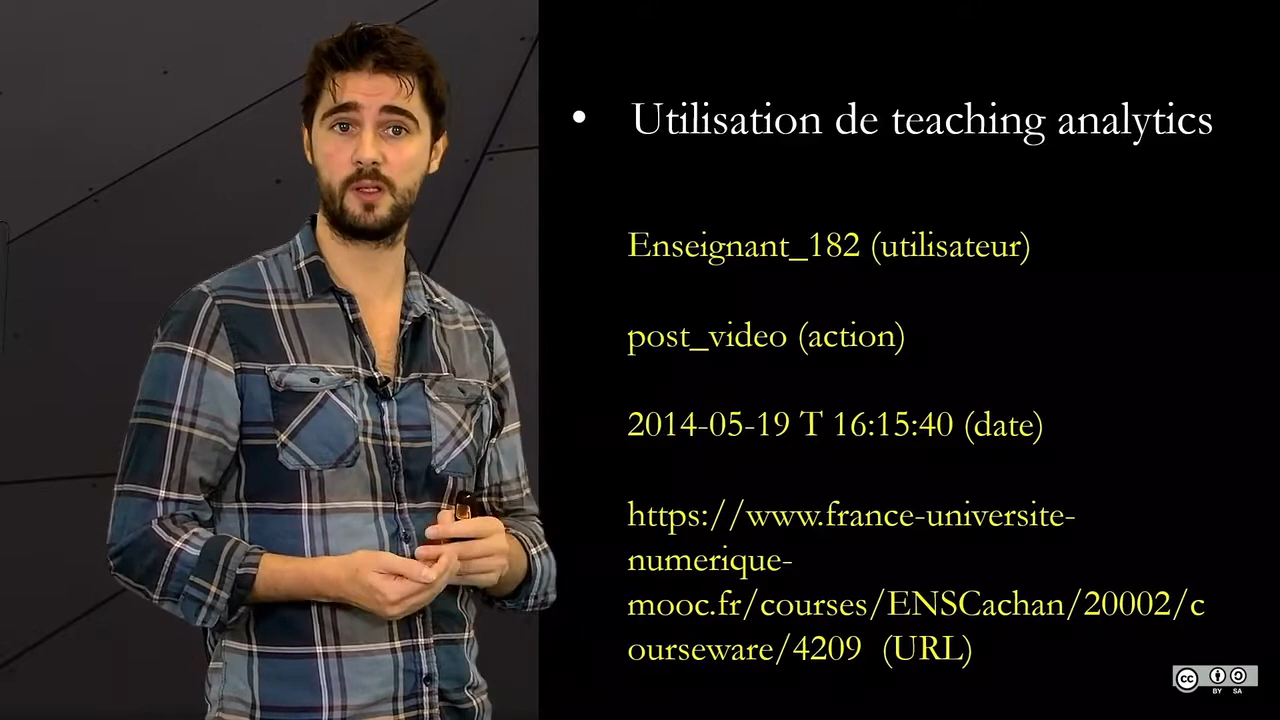 • Utilisation de teaching analytics
Enseignant_182 (utilisateur)
post_video (action)
2014-05-19 T 16:15:40 (date)
https://www.france-universite-
numerique-
mooc.fr/courses/ENSCachan/20002/c
ourseware/4209 (URL)
cc
BY SA